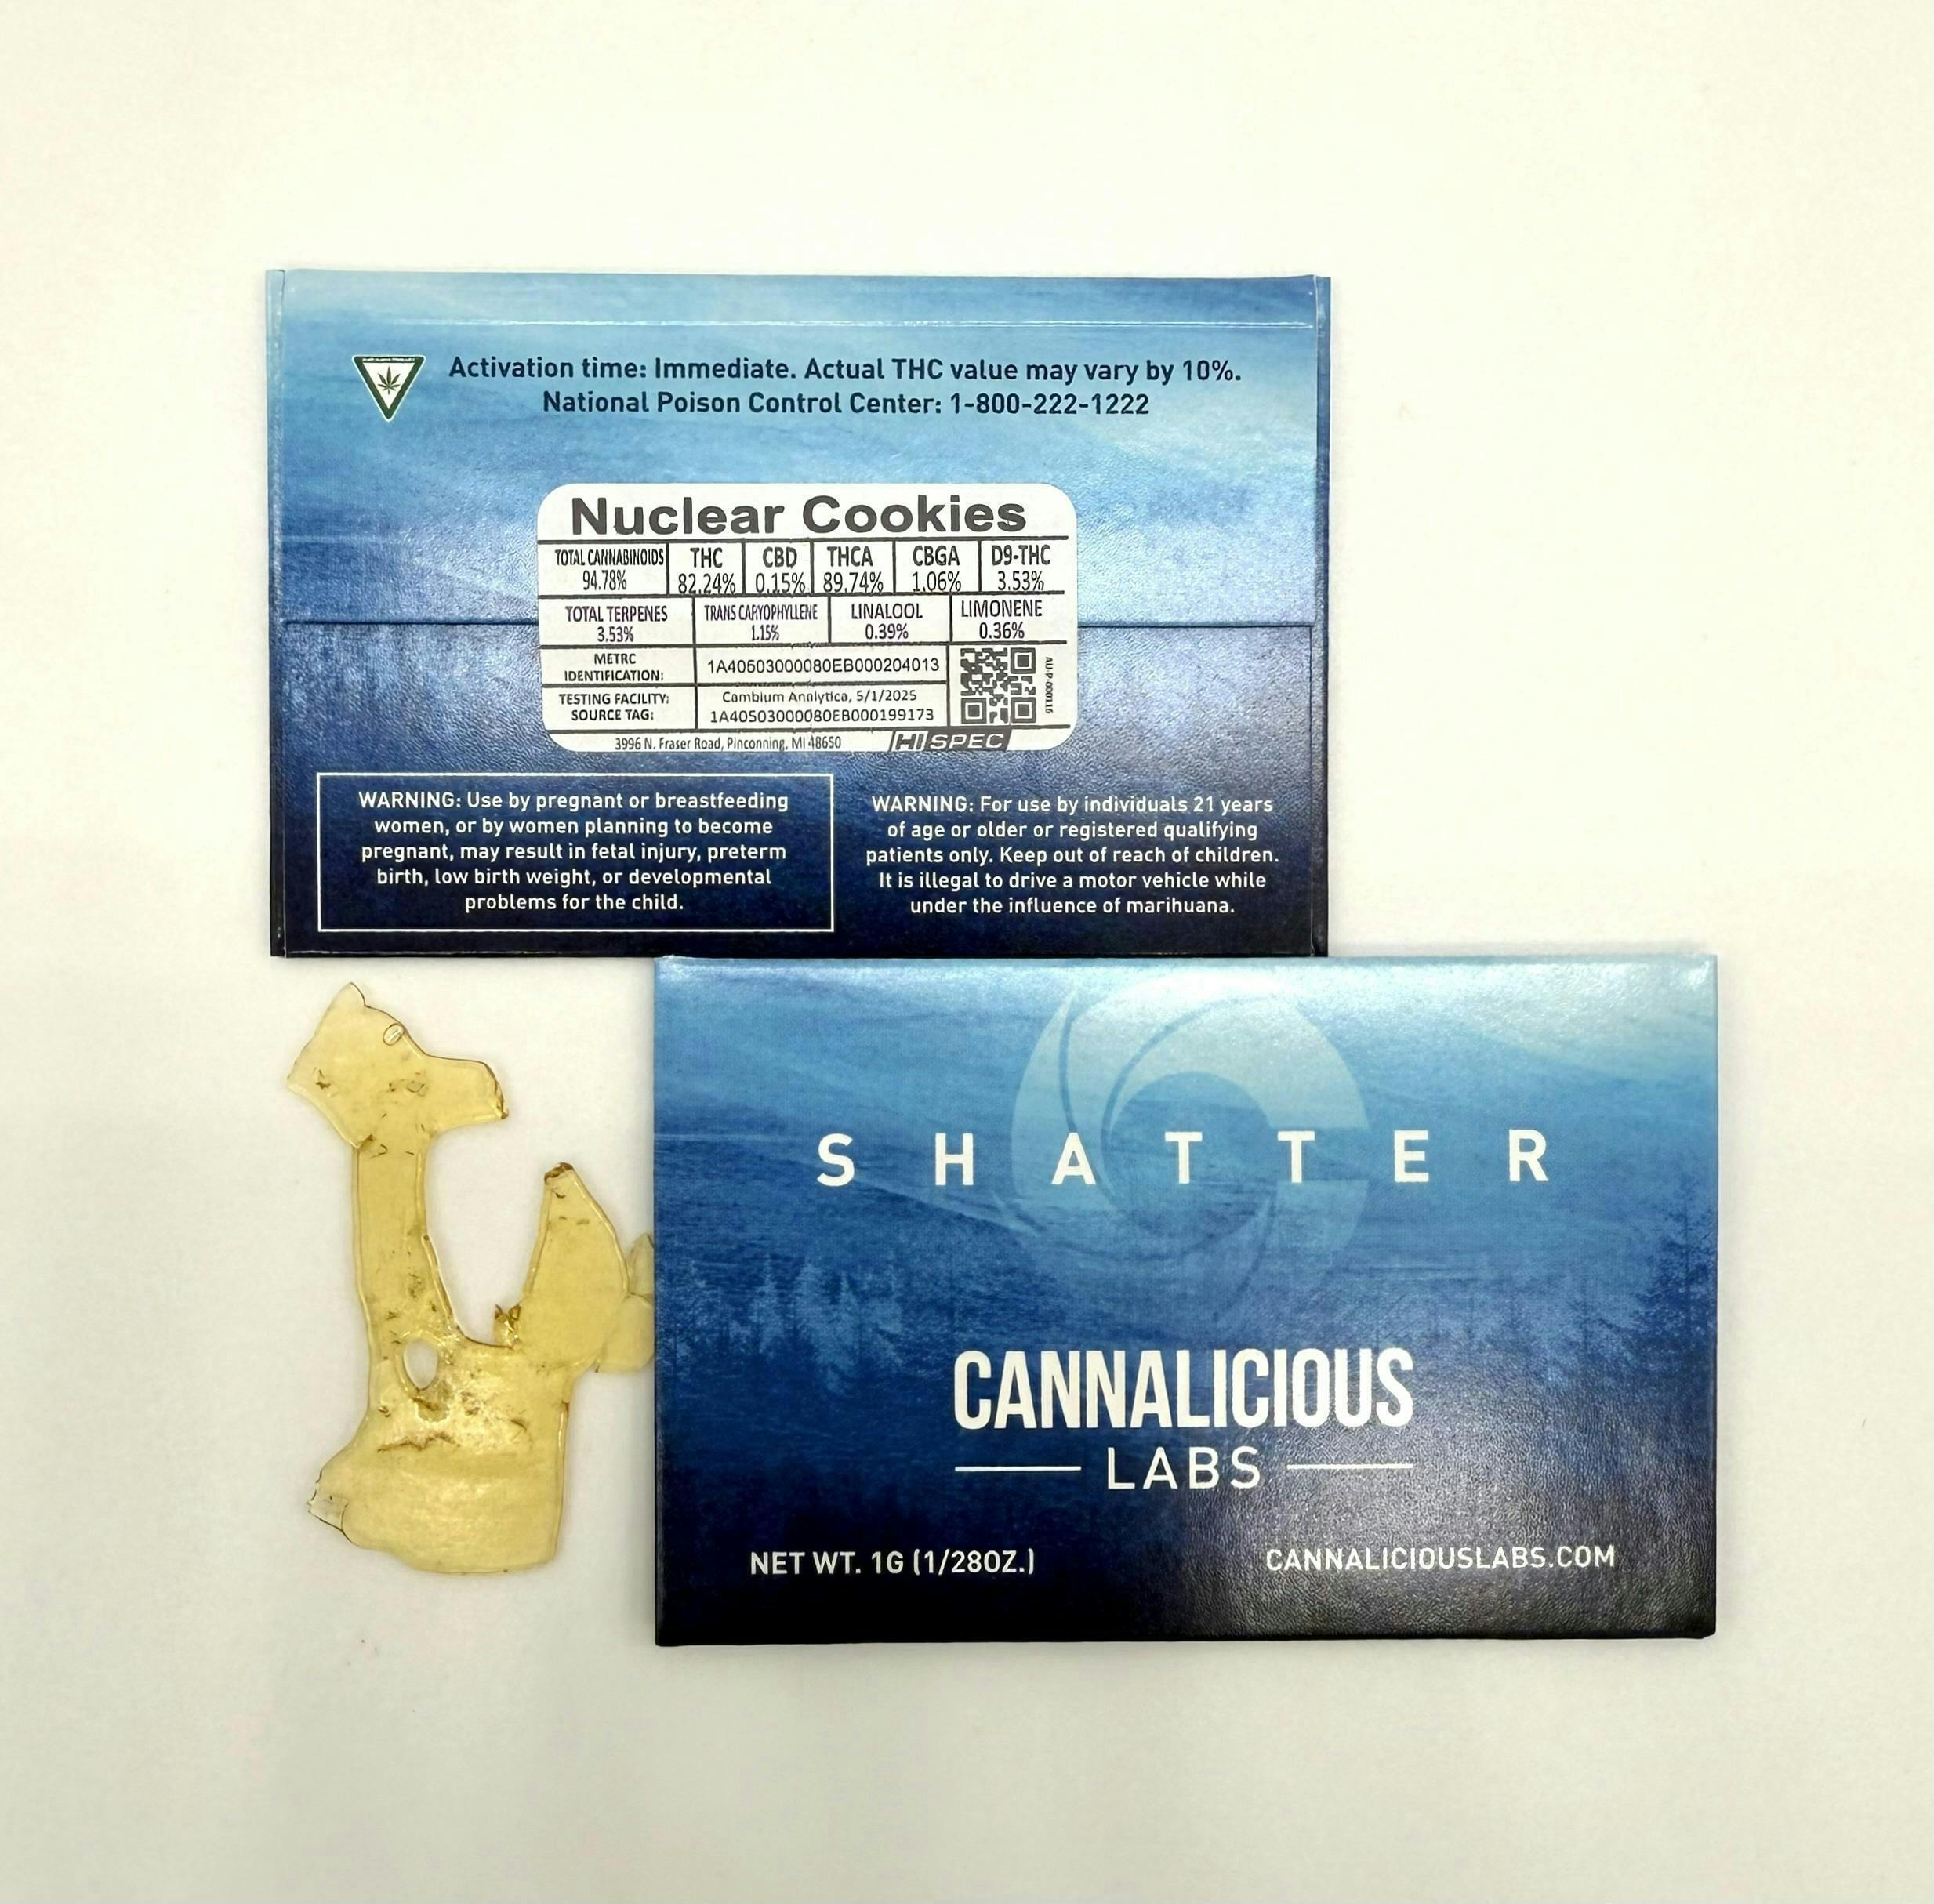 Activation time: Immediate. Actual THC value may vary by 10%.
National Poison Control Center: 1-800-222-1222
Nuclear Cookies
TOTAL CANNABINOIDS THC CBD THCA CBGA D9-THC
94.78% 82.24% 0.15% 89.74% 1.06% 3.53%
TOTAL TERPENES TRANS CARYOPHYLLENE LINALOOL LIMONENE
3.53% 1.15% 0.39% 0.36%
METRC
IDENTIFICATION:
1A40503000080EB000204013
TESTING FACILITY: Cambium Analytica, 5/1/2025
SOURCE TAG: 1A40503000080EB000199173
AU-P-000116
3996 N. Fraser Road, Pinconning, MI 48650 HI SPEC
WARNING: Use by pregnant or breastfeeding
women, or by women planning to become
pregnant, may result in fetal injury, preterm
birth, low birth weight, or developmental
problems for the child.
WARNING: For use by individuals 21 years
of age or older or registered qualifying
patients only. Keep out of reach of children.
It is illegal to drive a motor vehicle while
under the influence of marihuana.
SHATTER
CANNALICIOUS
LABS
NET WT. 1G (1/28OZ.)
CANNALICIOUSLABS.COM